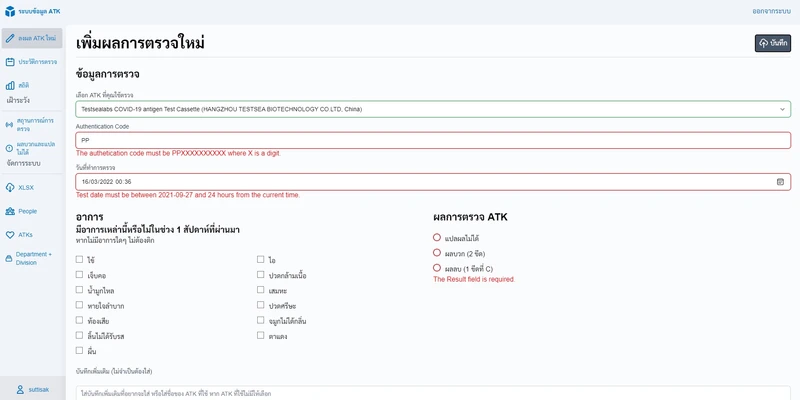 ระบบข้อมูล ATK
ออกจากระบบ
ลงผล ATK ใหม่
ประวัติการตรวจ
สถิติ
เฝ้าระวัง
สถานการณ์การ
ตรวจ
ผลบวกและแปล
ไม่ได้
จัดการระบบ
XLSX
People
ATKs
Department +
Division
suttisak
เพิ่มผลการตรวจใหม่
บันทึก
ข้อมูลการตรวจ
เลือก ATK ที่คุณใช้ตรวจ
Testsealabs COVID-19 antigen Test Cassette (HANGZHOU TESTSEA BIOTECHNOLOGY CO LTD, China)
Authentication Code
PP
The authetication code must be PPXXXXXXXXXX where X is a digit
วันที่ทำการตรวจ
16/03/2022 00:36
Test date must be between 2021-09-27 and 24 hours from the current time.
อาการ
มีอาการเหล่านี้หรือไม่ในช่วง 1 สัปดาห์ที่ผ่านมา
หากไม่มีอาการใดๆ ไม่ต้องติก
ไข้
ไอ
เจ็บคอ
ปวดกล้ามเนื้อ
น้ำมูกไหล
เสมหะ
หายใจลำบาก
ปวดศรีษะ
ท้องเสีย
จมูกไม่ได้กลิ่น
ลิ้นไม่ได้รับรส
ตาแดง
ผื่น
ผลการตรวจ ATK
แปลผลไม่ได้
ผลบวก (2 ขีด)
ผลลบ (1 ขีดที่ C)
The Result field is required.
บันทึกเพิ่มเติม (ไม่จำเป็นต้องใส่)
ใส่บันทึกเพิ่มเติมที่อยากจะใส่ หรือใส่ชื่อของ ATK ที่ใช้ หาก ATK ที่ใช้ไม่มีให้เลือก